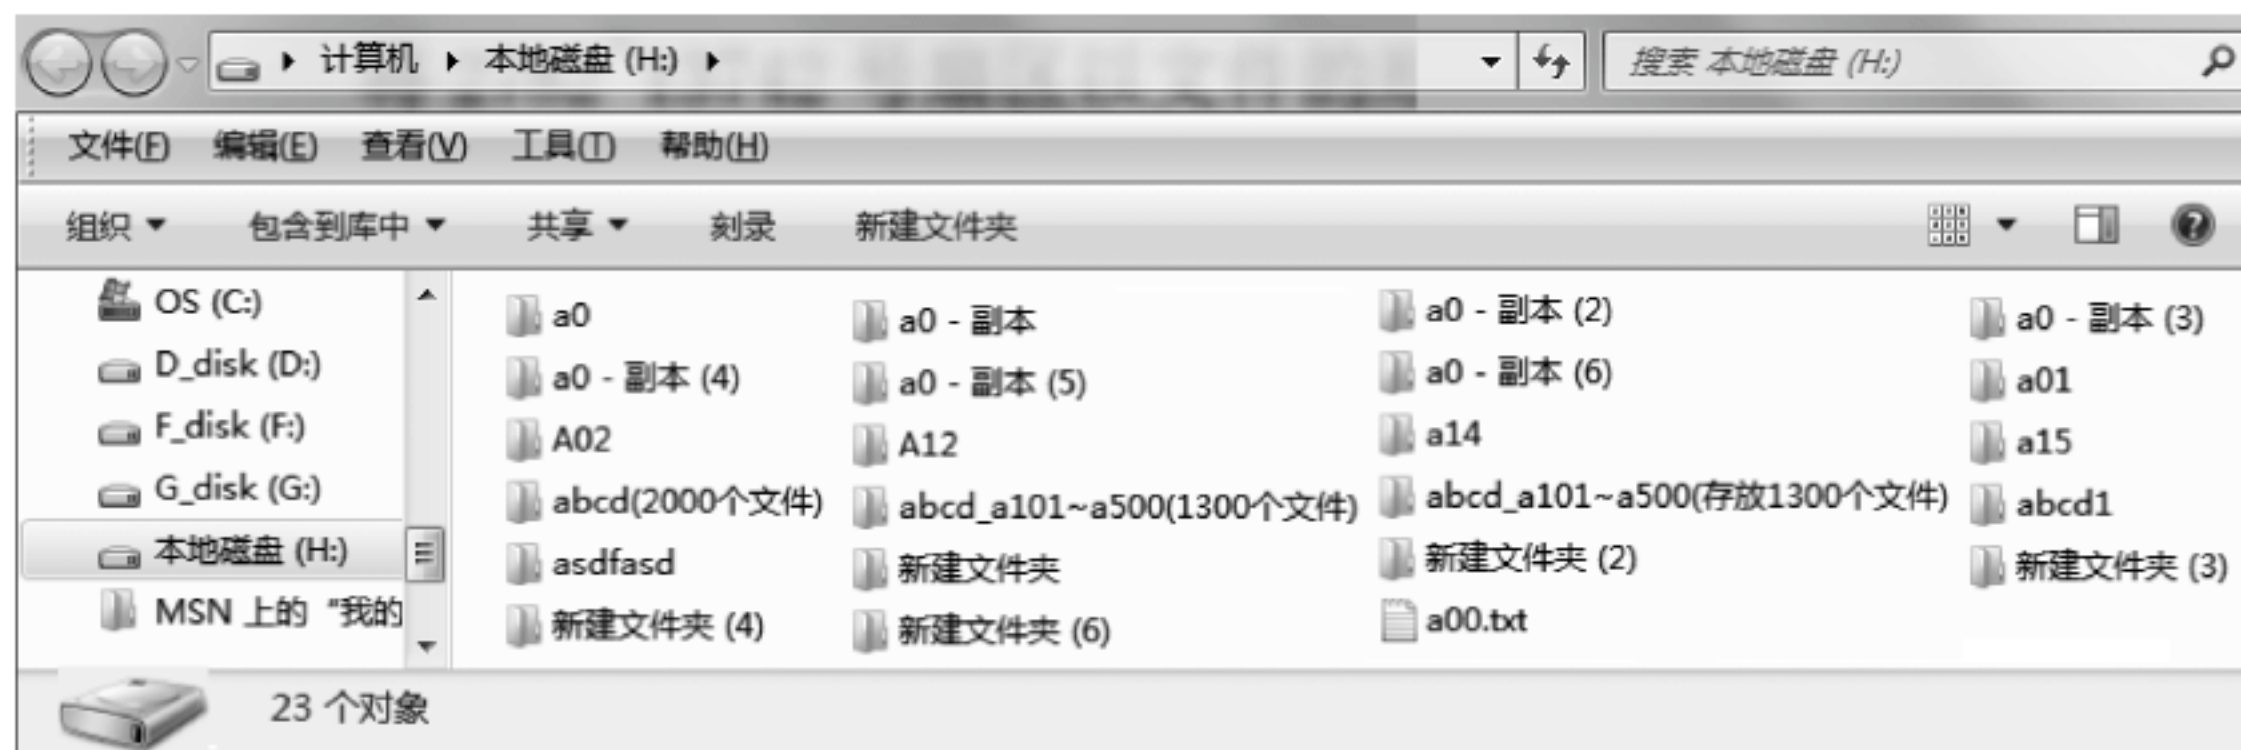 计算机 本地磁盘 (H:) 搜索 本地磁盘 (H:)
文件(F) 编辑(E) 查看(V) 工具(T) 帮助(H)
组织 包含到库中 共享 刻录 新建文件夹
OS (C:)
D_disk (D:)
F_disk (F:)
G_disk (G:)
本地磁盘 (H:)
MSN 上的 "我的
a0 a0 - 副本 a0 - 副本 (2) a0 - 副本 (3)
a0 - 副本 (4) a0 - 副本 (5) a0 - 副本 (6) a01
A02 A12 a14 a15
abcd(2000个文件) abcd_a101~a500(1300个文件) abcd_a101~a500(存放1300个文件) abcd1
asdfasd 新建文件夹 新建文件夹 (2) 新建文件夹 (3)
新建文件夹 (4) 新建文件夹 (6) a00.txt
23 个对象